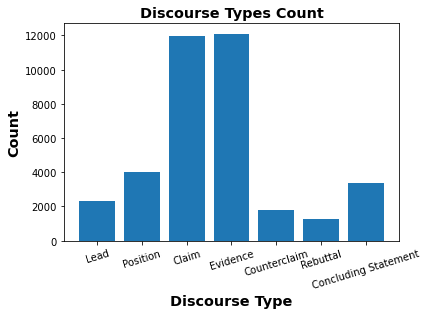 Discourse Types Count
Count
12000
10000
8000
6000
4000
2000
0
Lead
Position
Claim
Evidence
Counterclaim
Rebuttal
Concluding Statement
Discourse Type